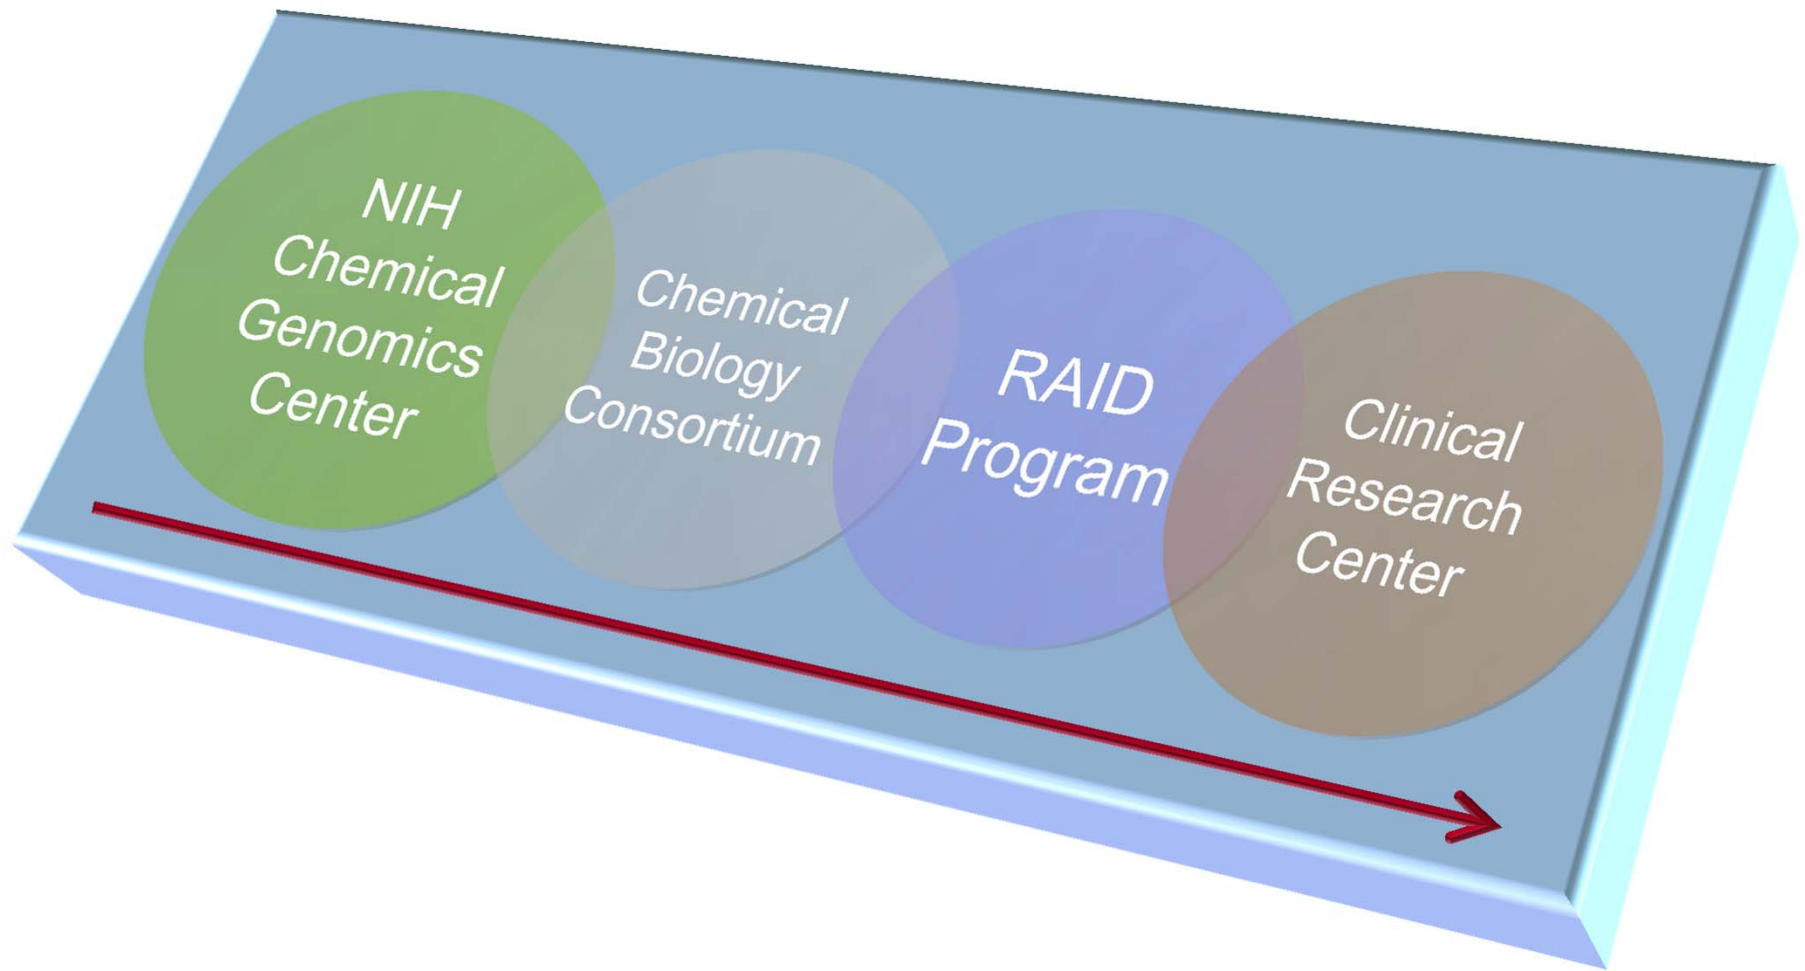 NIH
Chemical
Genomics
Center
Chemical
Biology
Consortium
RAID
Program
Clinical
Research
Center